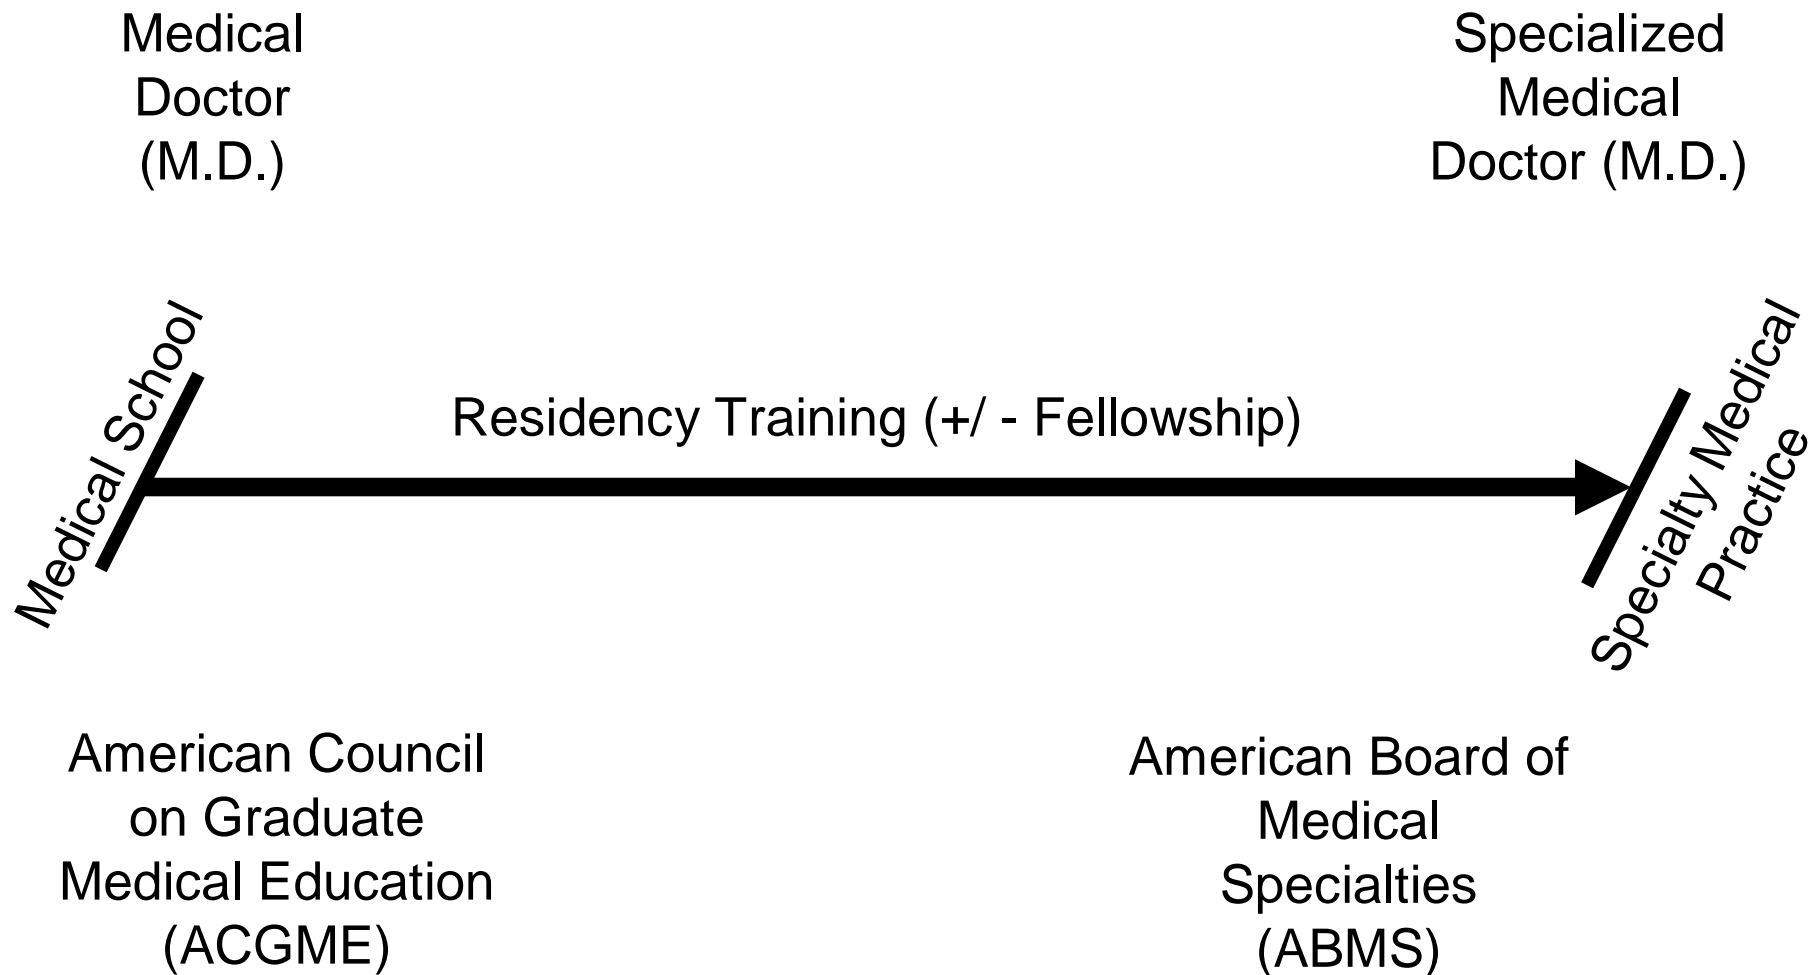 Medical
Doctor
(M.D.)
Specialized
Medical
Doctor (M.D.)
Medical School
Residency Training (+/ - Fellowship)
Specialty Medical
Practice
American Council
on Graduate
Medical Education
(ACGME)
American Board of
Medical
Specialties
(ABMS)